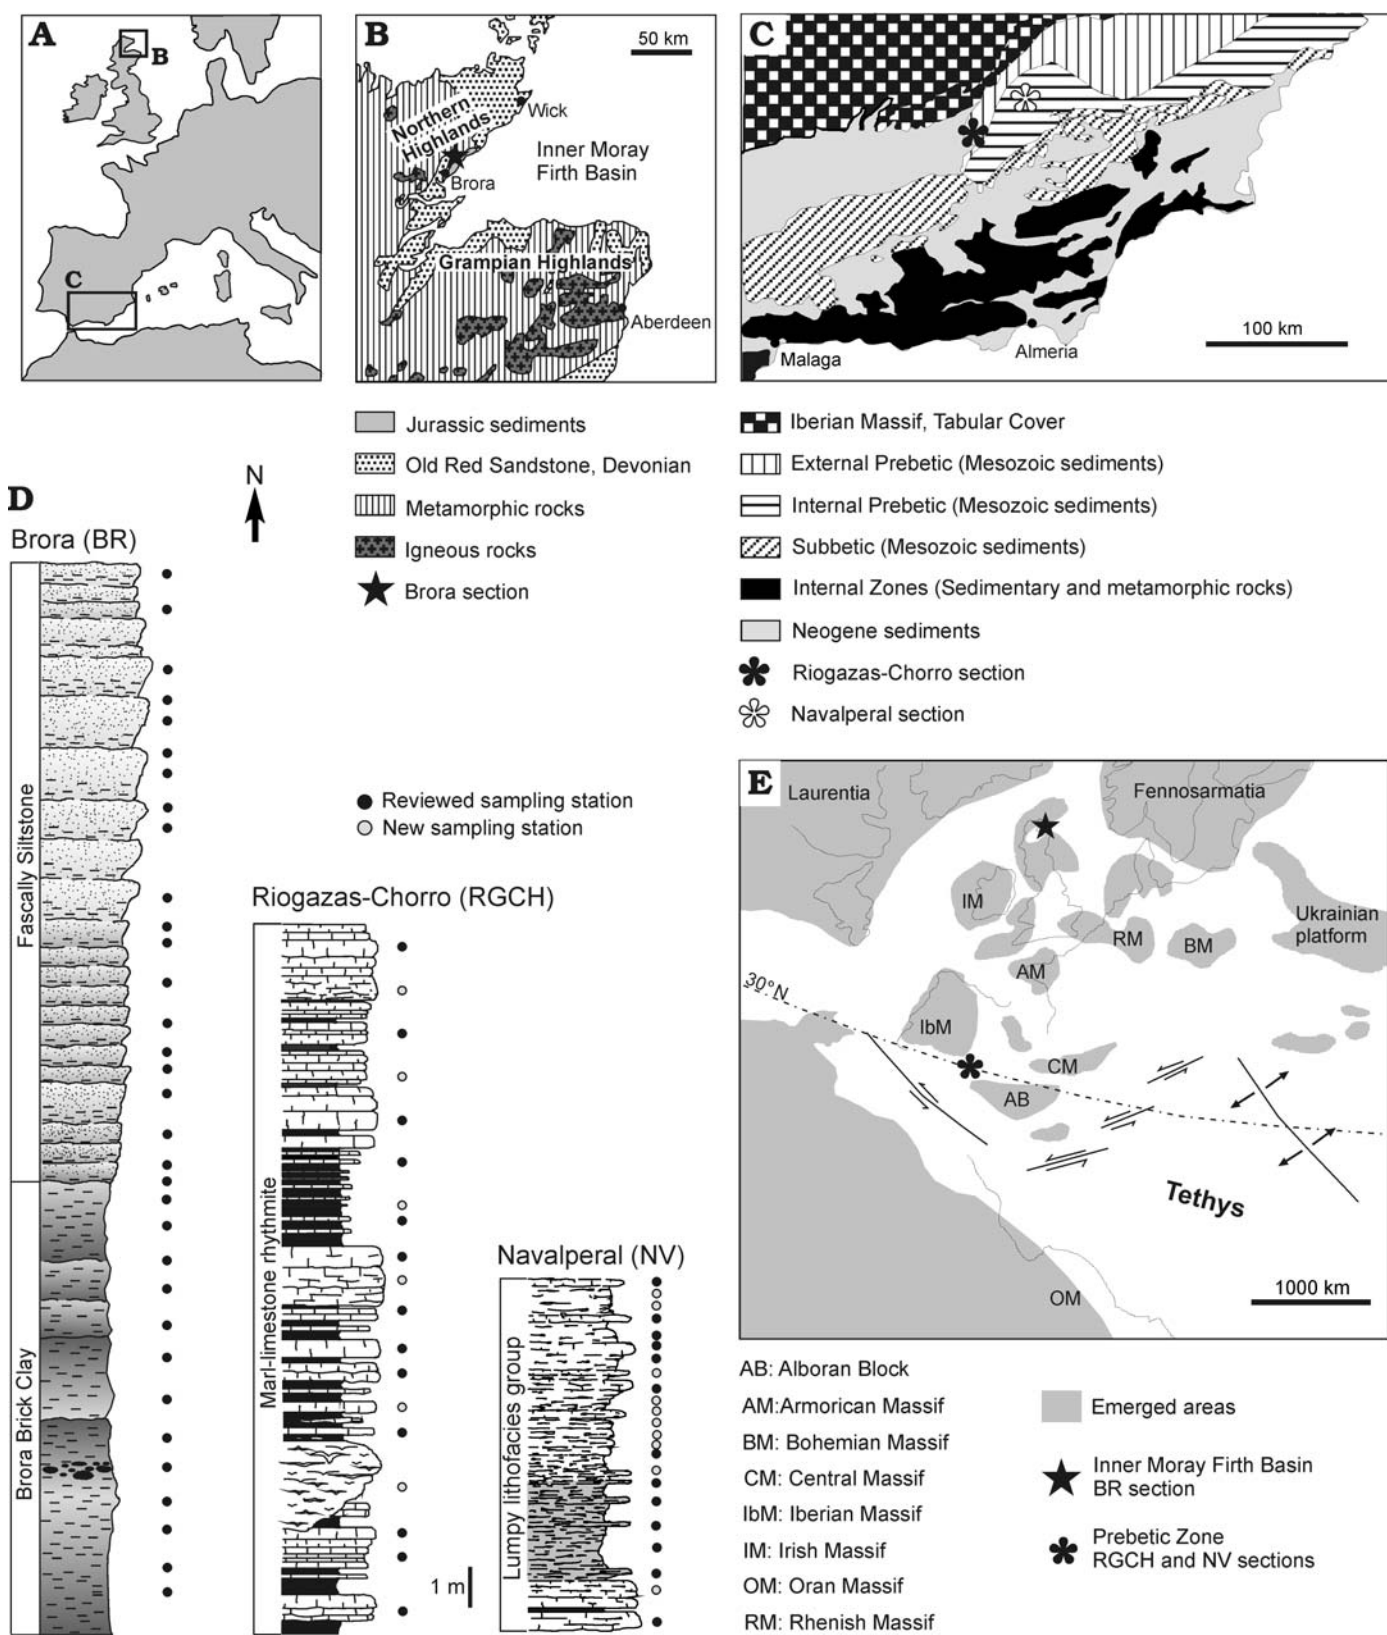 A
B
C
B
50 km
Wick
Northern
Highlands
Inner Moray
Firth Basin
Brora
Grampian Highlands
Aberdeen
C
Malaga
Almeria
100 km
Jurassic sediments
Old Red Sandstone, Devonian
Metamorphic rocks
Igneous rocks
Brora section
Iberian Massif, Tabular Cover
External Prebetic (Mesozoic sediments)
Internal Prebetic (Mesozoic sediments)
Subbetic (Mesozoic sediments)
Internal Zones (Sedimentary and metamorphic rocks)
Neogene sediments
Riogazas-Chorro section
Navalperal section
N
D
Brora (BR)
Fascally Siltstone
Brora Brick Clay
Reviewed sampling station
New sampling station
Riogazas-Chorro (RGCH)
Marl-limestone rhythmite
1 m
Navalperal (NV)
Lumpy lithofacies group
E
Laurentia
Fennosarmatia
IM
RM
BM
Ukrainian
platform
AM
30°N
IbM
CM
AB
Tethys
OM
1000 km
AB: Alboran Block
AM:Armorican Massif
BM: Bohemian Massif
CM: Central Massif
IbM: Iberian Massif
IM: Irish Massif
OM: Oran Massif
RM: Rhenish Massif
Emerged areas
Inner Moray Firth Basin
BR section
Prebetic Zone
RGCH and NV sections